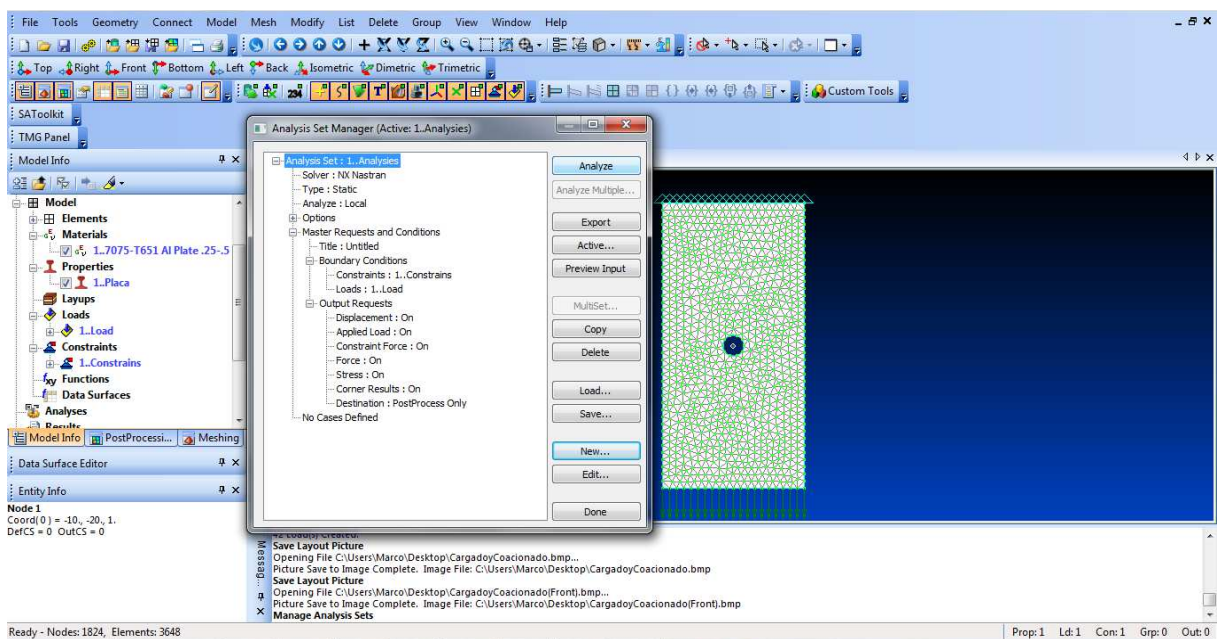 File Tools Geometry Connect Model Mesh Modify List Delete Group View Window Help
Top Right Front Bottom Left Back Isometric Dimetric Trimetric
Custom Tools
SAToolkit
TMG Panel
Model Info
Model
Elements
Materials
1..7075-T651 Al Plate .25-.5
Properties
1..Placa
Layups
Loads
1..Load
Constraints
1..Constrains
Functions
Data Surfaces
Analyses
Results
Model Info PostProcessi... Meshing
Data Surface Editor
Entity Info
Node 1
Coord( 0 ) = -10., -20., 1.
DefCS = 0 OutCS = 0
Analysis Set Manager (Active: 1..Analysies)
Analysis Set : 1..Analysies
Solver : NX Nastran
Type : Static
Analyze : Local
Options
Master Requests and Conditions
Title : Untitled
Boundary Conditions
Constraints : 1..Constrains
Loads : 1..Load
Output Requests
Displacement : On
Applied Load : On
Constraint Force : On
Force : On
Stress : On
Corner Results : On
Destination : PostProcess Only
No Cases Defined
Analyze
Analyze Multiple...
Export
Active...
Preview Input
MultiSet...
Copy
Delete
Load...
Save...
New...
Edit...
Done
Messag...
42 Load(s) Created.
Save Layout Picture
Opening File C:\Users\Marco\Desktop\CargadoyCoacionado.bmp...
Picture Save to Image Complete. Image File: C:\Users\Marco\Desktop\CargadoyCoacionado.bmp
Save Layout Picture
Opening File C:\Users\Marco\Desktop\CargadoyCoacionado(Front).bmp...
Picture Save to Image Complete. Image File: C:\Users\Marco\Desktop\CargadoyCoacionado(Front).bmp
Manage Analysis Sets
Ready - Nodes: 1824, Elements: 3648
Prop: 1 Ld: 1 Con: 1 Grp: 0 Out: 0